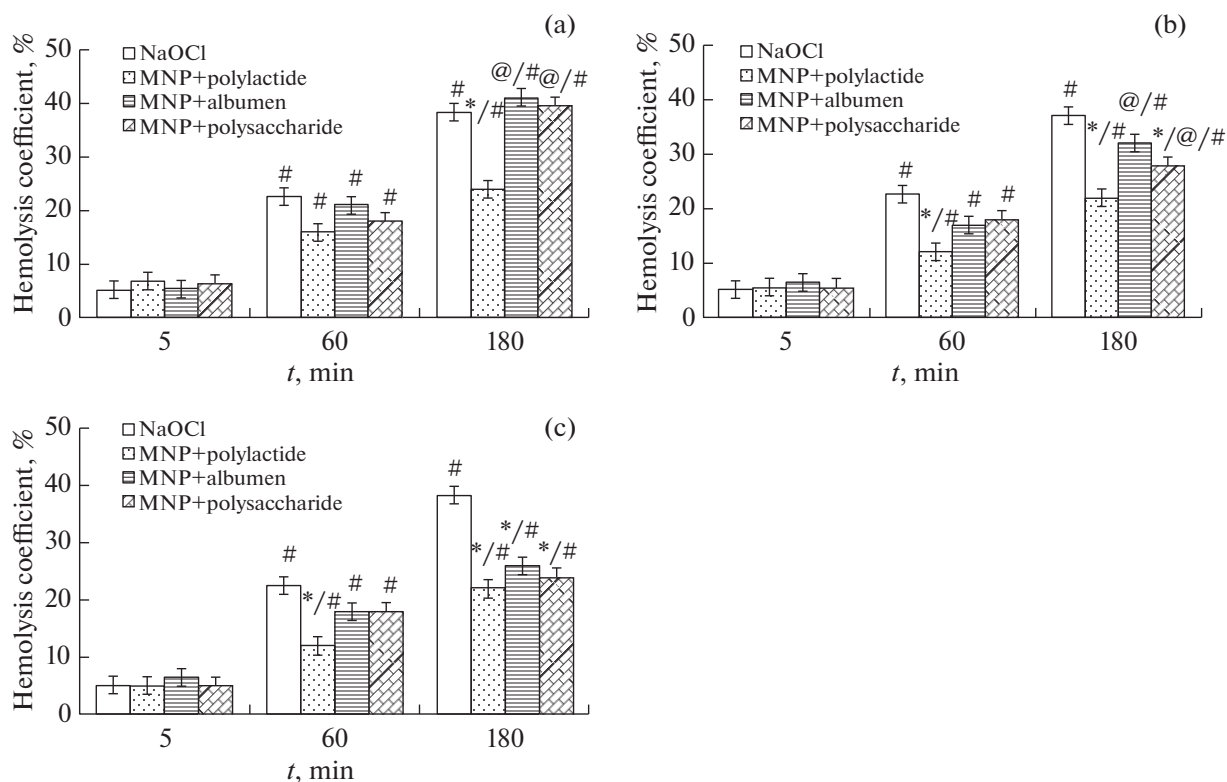 (a)
Hemolysis coefficient, %
50
40
30
20
10
0
NaOCl
MNP+polylactide
MNP+albumen
MNP+polysaccharide
# # # #
# */# @/# @/#
5 60 180
t, min
(b)
Hemolysis coefficient, %
50
40
30
20
10
0
NaOCl
MNP+polylactide
MNP+albumen
MNP+polysaccharide
# */# # #
# */# @/# */@/#
5 60 180
t, min
(c)
Hemolysis coefficient, %
50
40
30
20
10
0
NaOCl
MNP+polylactide
MNP+albumen
MNP+polysaccharide
# */# # #
# */# */# */#
5 60 180
t, min